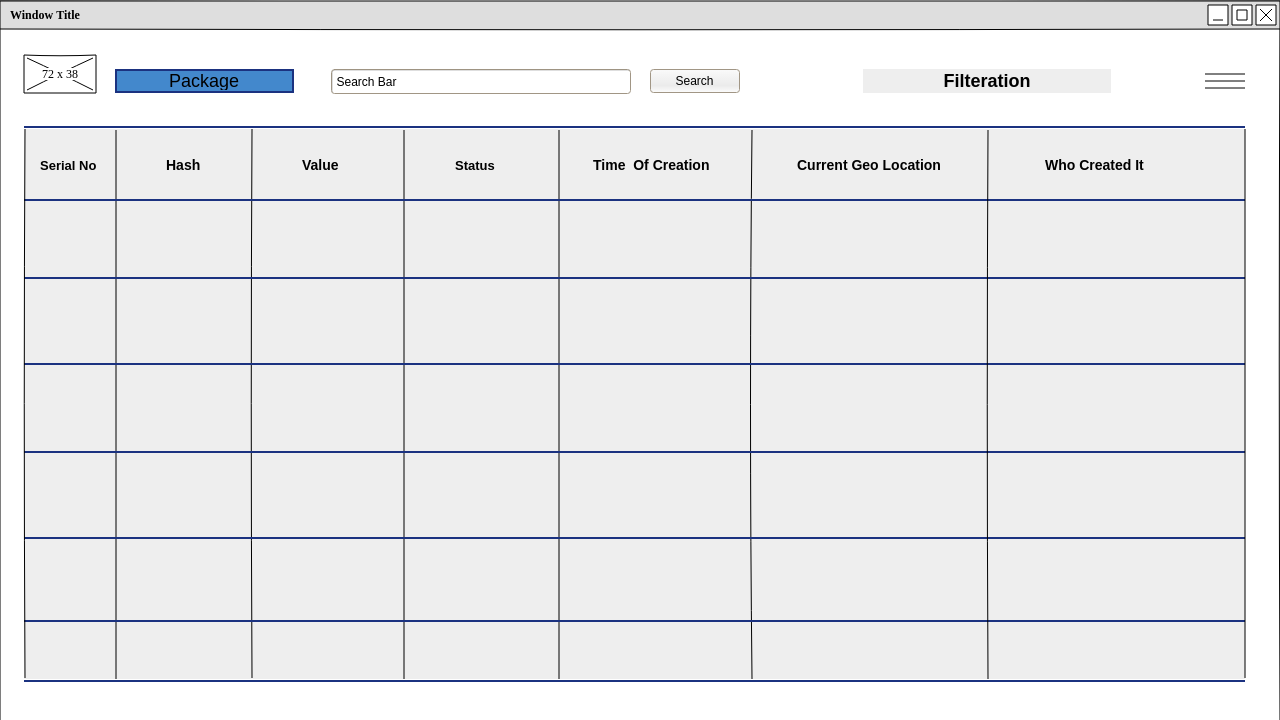 Window Title
72 x 38
Package
Search Bar
Search
Filteration
Serial No
Hash
Value
Status
Time  Of Creation
Current Geo Location
Who Created It